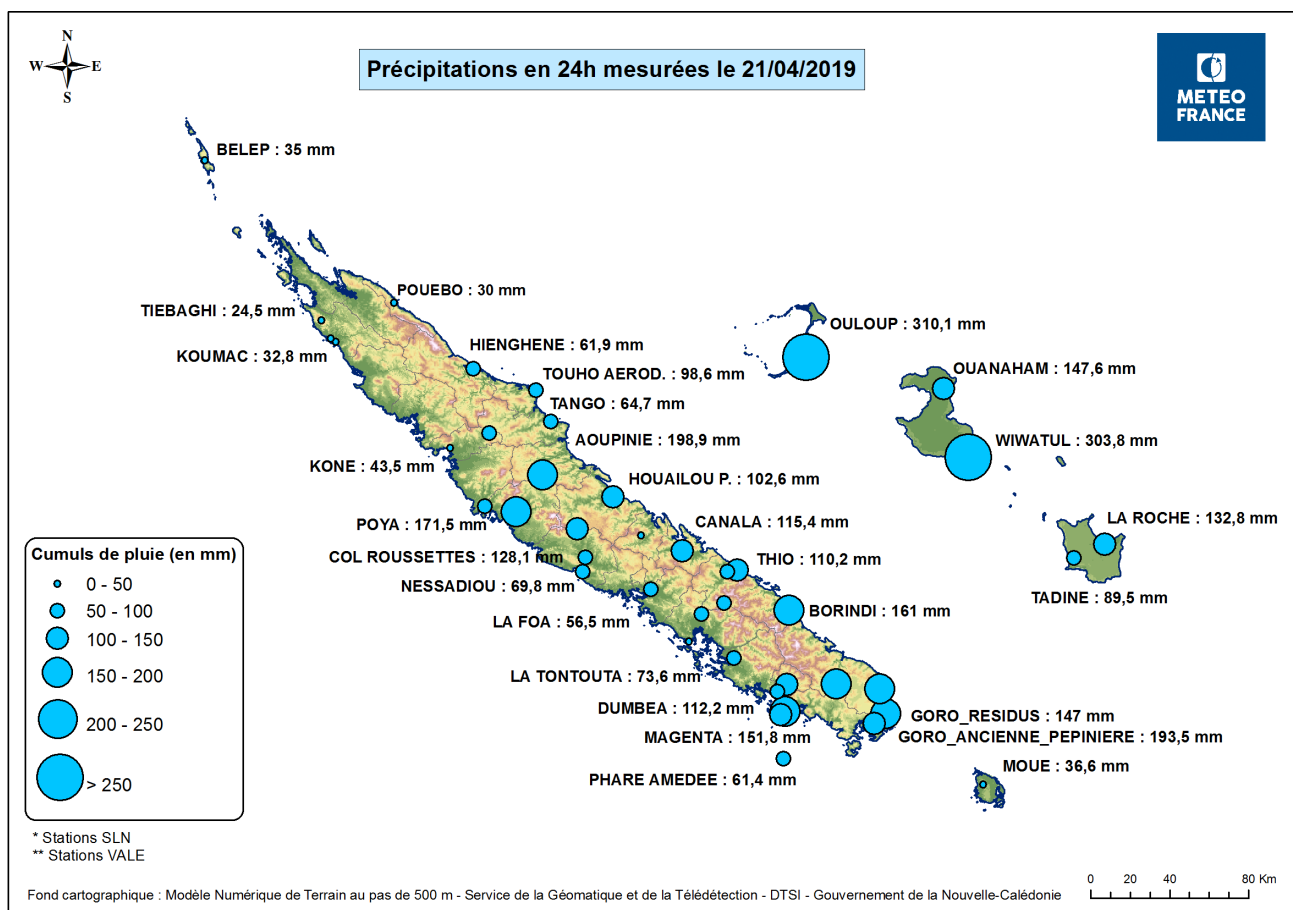 N
W E
S
Précipitations en 24h mesurées le 21/04/2019
METEO
FRANCE
BELEP : 35 mm
POUEBO : 30 mm
TIEBAGHI : 24,5 mm
OULOUP : 310,1 mm
HIENGHENE : 61,9 mm
KOUMAC : 32,8 mm
OUANAHAM : 147,6 mm
TOUHO AEROD. : 98,6 mm
TANGO : 64,7 mm
AOUPINIE : 198,9 mm
WIWATUL : 303,8 mm
KONE : 43,5 mm
HOUAILOU P. : 102,6 mm
LA ROCHE : 132,8 mm
POYA : 171,5 mm
CANALA : 115,4 mm
COL ROUSSETTES : 128,1 mm
THIO : 110,2 mm
NESSADIOU : 69,8 mm
TADINE : 89,5 mm
BORINDI : 161 mm
LA FOA : 56,5 mm
LA TONTOUTA : 73,6 mm
DUMBEA : 112,2 mm
GORO_RESIDUS : 147 mm
MAGENTA : 151,8 mm
GORO_ANCIENNE_PEPINIERE : 193,5 mm
MOUE : 36,6 mm
PHARE AMEDEE : 61,4 mm
Cumuls de pluie (en mm)
0 - 50
50 - 100
100 - 150
150 - 200
200 - 250
> 250
* Stations SLN
** Stations VALE
Fond cartographique : Modèle Numérique de Terrain au pas de 500 m - Service de la Géomatique et de la Télédétection - DTSI - Gouvernement de la Nouvelle-Calédonie
0 20 40 60 80 Km